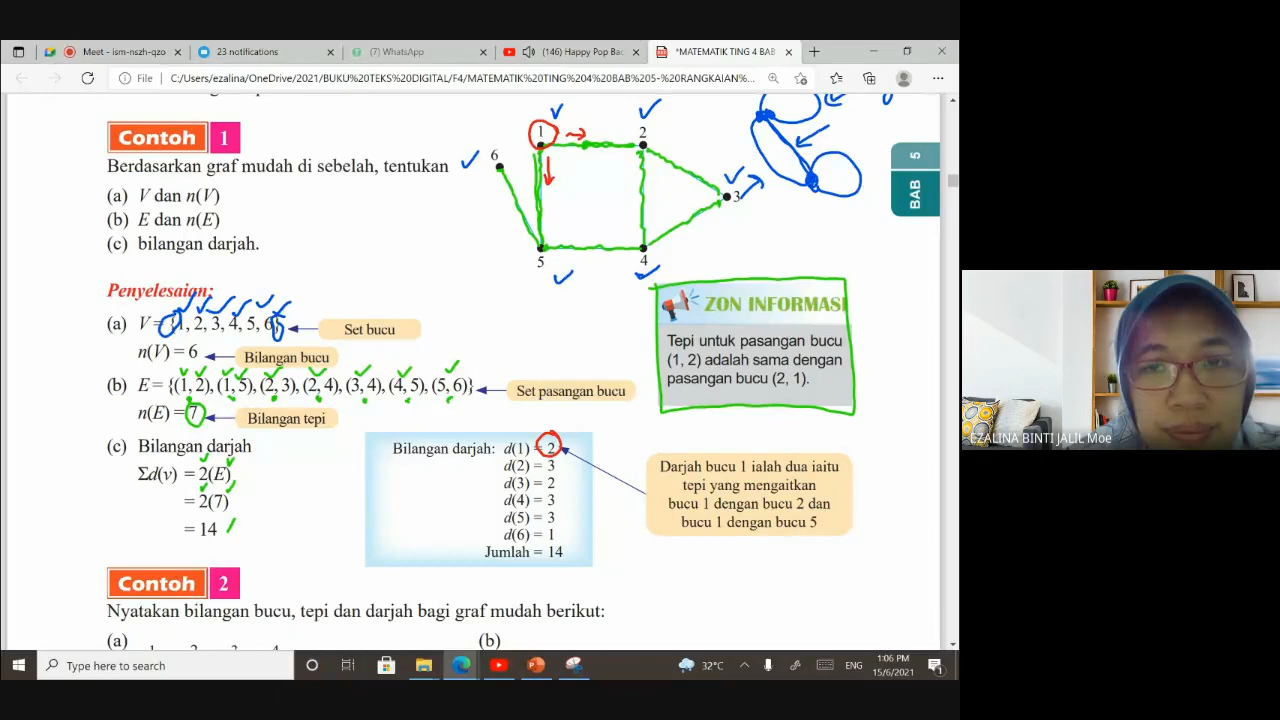 Meet - ism-nszh-qzo
23 notifications
(7) WhatsApp
(146) Happy Pop Bac
*MATEMATIK TING 4 BAB
File
C:/Users/ezalina/OneDrive/2021/BUKU%20TEKS%20DIGITAL/F4/MATEMATIK%20TING%204%20BAB%205-%20RANGKAIAN%...
Contoh 1
Berdasarkan graf mudah di sebelah, tentukan
(a) V dan n(V)
(b) E dan n(E)
(c) bilangan darjah.
1
2
6
3
5
4
BAB 5
Penyelesaian:
(a) V = {1, 2, 3, 4, 5, 6}
Set bucu
n(V) = 6
Bilangan bucu
(b) E = {(1, 2), (1, 5), (2, 3), (2, 4), (3, 4), (4, 5), (5, 6)}
Set pasangan bucu
n(E) = 7
Bilangan tepi
(c) Bilangan darjah
Σd(v) = 2(E)
= 2(7)
= 14
Bilangan darjah: d(1) = 2
d(2) = 3
d(3) = 2
d(4) = 3
d(5) = 3
d(6) = 1
Jumlah = 14
ZON INFORMASI
Tepi untuk pasangan bucu
(1, 2) adalah sama dengan
pasangan bucu (2, 1).
Darjah bucu 1 ialah dua iaitu
tepi yang mengaitkan
bucu 1 dengan bucu 2 dan
bucu 1 dengan bucu 5
Contoh 2
Nyatakan bilangan bucu, tepi dan darjah bagi graf mudah berikut:
(a)
(b)
EZALINA BINTI JALIL Moe
Type here to search
32°C
ENG
1:06 PM
15/6/2021